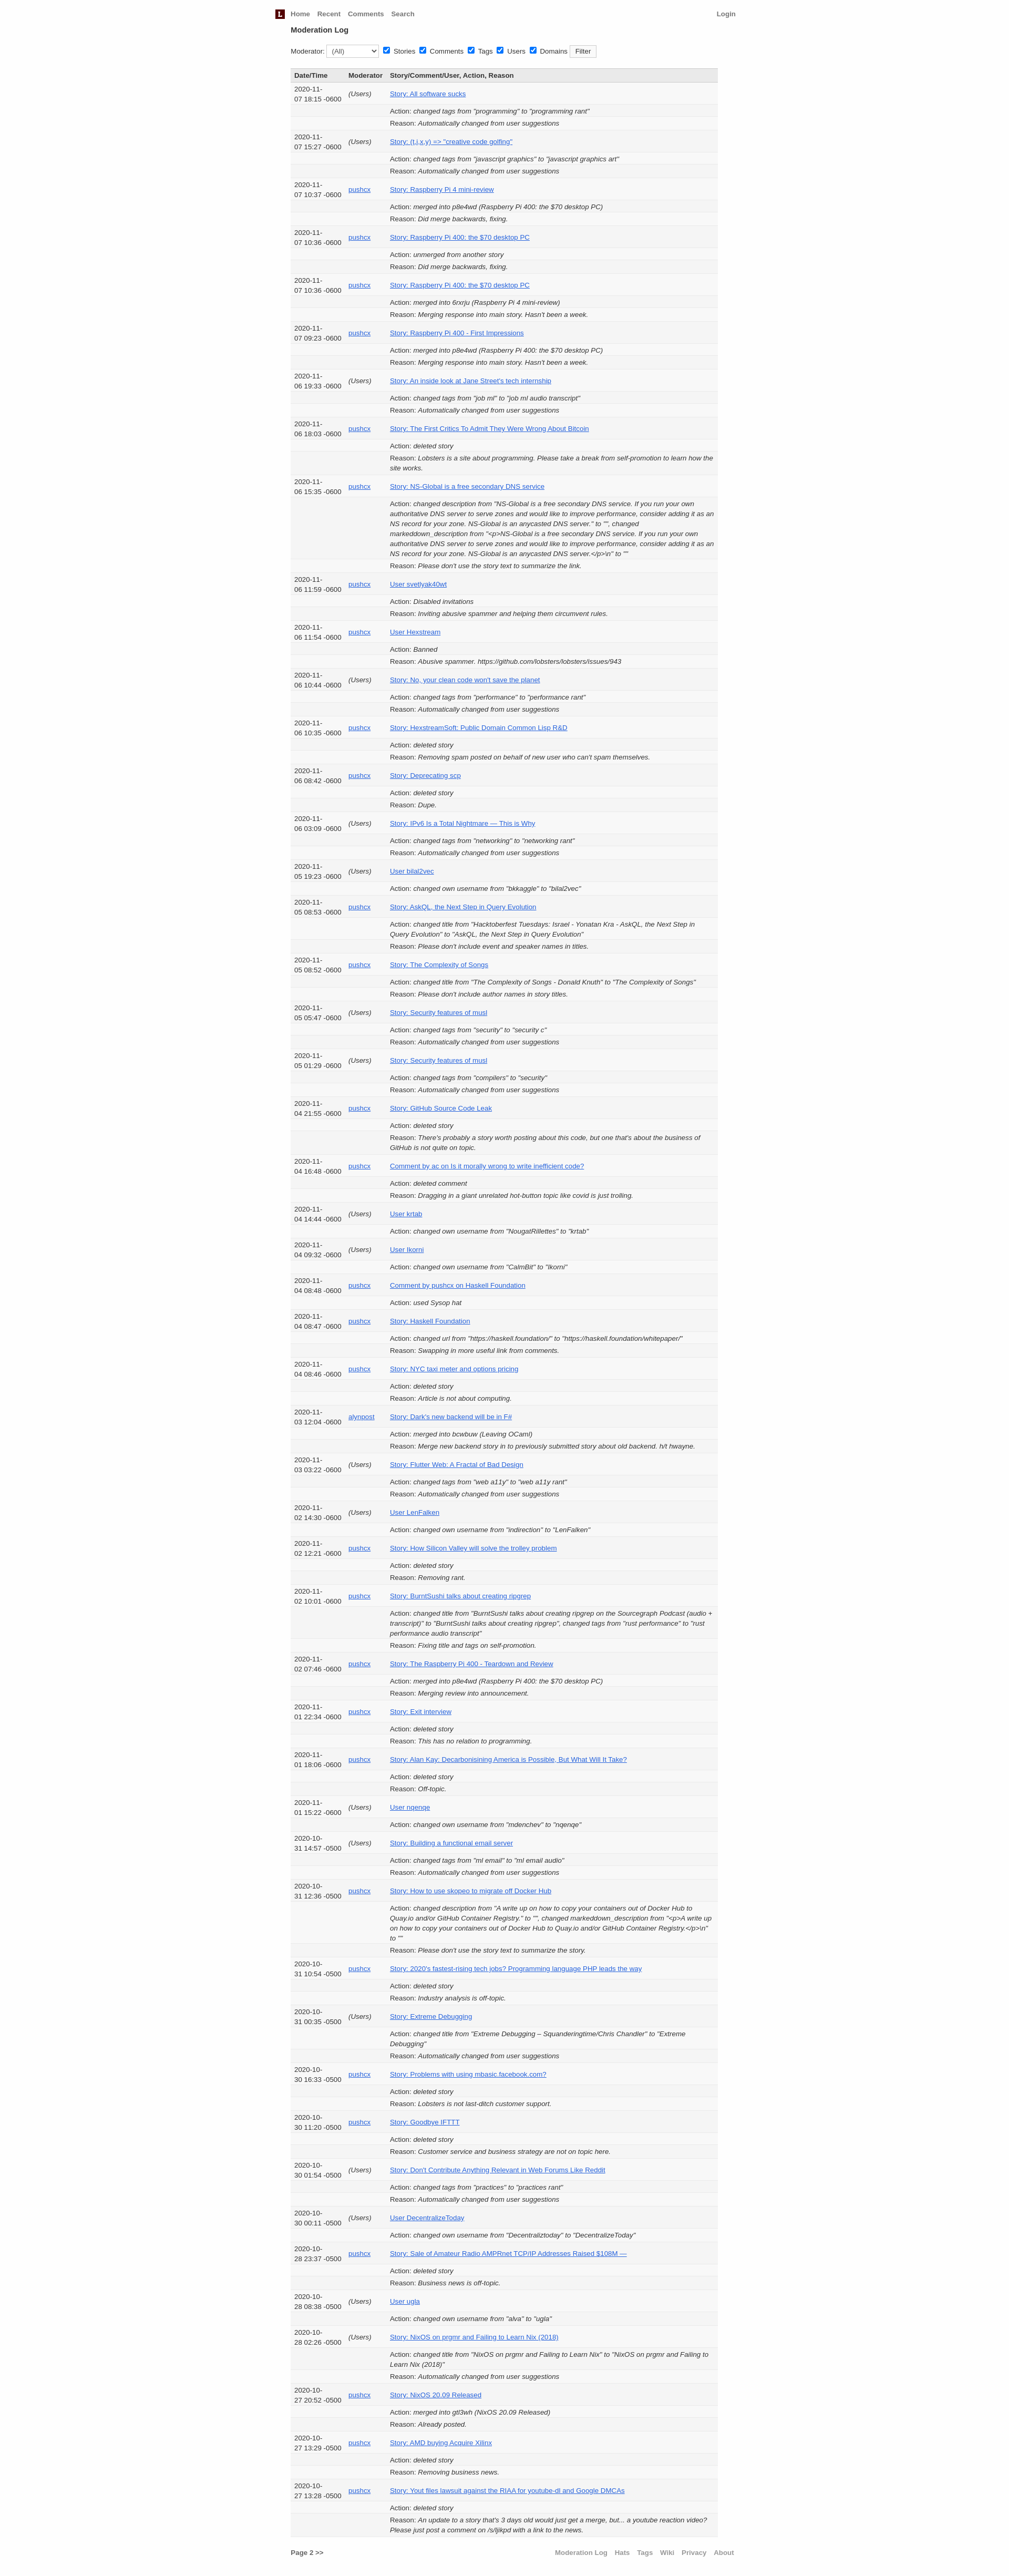 L Home Recent Comments Search Login
Moderation Log
Moderator: (All) Stories Comments Tags Users Domains Filter
Date/Time Moderator Story/Comment/User, Action, Reason
2020-11-
07 18:15 -0600 (Users) Story: All software sucks
Action: changed tags from "programming" to "programming rant"
Reason: Automatically changed from user suggestions
2020-11-
07 15:27 -0600 (Users) Story: (t,i,x,y) => "creative code golfing"
Action: changed tags from "javascript graphics" to "javascript graphics art"
Reason: Automatically changed from user suggestions
2020-11-
07 10:37 -0600 pushcx Story: Raspberry Pi 4 mini-review
Action: merged into p8e4wd (Raspberry Pi 400: the $70 desktop PC)
Reason: Did merge backwards, fixing.
2020-11-
07 10:36 -0600 pushcx Story: Raspberry Pi 400: the $70 desktop PC
Action: unmerged from another story
Reason: Did merge backwards, fixing.
2020-11-
07 10:36 -0600 pushcx Story: Raspberry Pi 400: the $70 desktop PC
Action: merged into 6rxrju (Raspberry Pi 4 mini-review)
Reason: Merging response into main story. Hasn't been a week.
2020-11-
07 09:23 -0600 pushcx Story: Raspberry Pi 400 - First Impressions
Action: merged into p8e4wd (Raspberry Pi 400: the $70 desktop PC)
Reason: Merging response into main story. Hasn't been a week.
2020-11-
06 19:33 -0600 (Users) Story: An inside look at Jane Street's tech internship
Action: changed tags from "job ml" to "job ml audio transcript"
Reason: Automatically changed from user suggestions
2020-11-
06 18:03 -0600 pushcx Story: The First Critics To Admit They Were Wrong About Bitcoin
Action: deleted story
Reason: Lobsters is a site about programming. Please take a break from self-promotion to learn how the
site works.
2020-11-
06 15:35 -0600 pushcx Story: NS-Global is a free secondary DNS service
Action: changed description from "NS-Global is a free secondary DNS service. If you run your own
authoritative DNS server to serve zones and would like to improve performance, consider adding it as an
NS record for your zone. NS-Global is an anycasted DNS server." to "", changed
markeddown_description from "<p>NS-Global is a free secondary DNS service. If you run your own
authoritative DNS server to serve zones and would like to improve performance, consider adding it as an
NS record for your zone. NS-Global is an anycasted DNS server.</p>\n" to ""
Reason: Please don't use the story text to summarize the link.
2020-11-
06 11:59 -0600 pushcx User svetlyak40wt
Action: Disabled invitations
Reason: Inviting abusive spammer and helping them circumvent rules.
2020-11-
06 11:54 -0600 pushcx User Hexstream
Action: Banned
Reason: Abusive spammer. https://github.com/lobsters/lobsters/issues/943
2020-11-
06 10:44 -0600 (Users) Story: No, your clean code won't save the planet
Action: changed tags from "performance" to "performance rant"
Reason: Automatically changed from user suggestions
2020-11-
06 10:35 -0600 pushcx Story: HexstreamSoft: Public Domain Common Lisp R&D
Action: deleted story
Reason: Removing spam posted on behalf of new user who can't spam themselves.
2020-11-
06 08:42 -0600 pushcx Story: Deprecating scp
Action: deleted story
Reason: Dupe.
2020-11-
06 03:09 -0600 (Users) Story: IPv6 Is a Total Nightmare — This is Why
Action: changed tags from "networking" to "networking rant"
Reason: Automatically changed from user suggestions
2020-11-
05 19:23 -0600 (Users) User bilal2vec
Action: changed own username from "bkkaggle" to "bilal2vec"
2020-11-
05 08:53 -0600 pushcx Story: AskQL, the Next Step in Query Evolution
Action: changed title from "Hacktoberfest Tuesdays: Israel - Yonatan Kra - AskQL, the Next Step in
Query Evolution" to "AskQL, the Next Step in Query Evolution"
Reason: Please don't include event and speaker names in titles.
2020-11-
05 08:52 -0600 pushcx Story: The Complexity of Songs
Action: changed title from "The Complexity of Songs - Donald Knuth" to "The Complexity of Songs"
Reason: Please don't include author names in story titles.
2020-11-
05 05:47 -0600 (Users) Story: Security features of musl
Action: changed tags from "security" to "security c"
Reason: Automatically changed from user suggestions
2020-11-
05 01:29 -0600 (Users) Story: Security features of musl
Action: changed tags from "compilers" to "security"
Reason: Automatically changed from user suggestions
2020-11-
04 21:55 -0600 pushcx Story: GitHub Source Code Leak
Action: deleted story
Reason: There's probably a story worth posting about this code, but one that's about the business of
GitHub is not quite on topic.
2020-11-
04 16:48 -0600 pushcx Comment by ac on Is it morally wrong to write inefficient code?
Action: deleted comment
Reason: Dragging in a giant unrelated hot-button topic like covid is just trolling.
2020-11-
04 14:44 -0600 (Users) User krtab
Action: changed own username from "NougatRillettes" to "krtab"
2020-11-
04 09:32 -0600 (Users) User lkorni
Action: changed own username from "CalmBit" to "lkorni"
2020-11-
04 08:48 -0600 pushcx Comment by pushcx on Haskell Foundation
Action: used Sysop hat
2020-11-
04 08:47 -0600 pushcx Story: Haskell Foundation
Action: changed url from "https://haskell.foundation/" to "https://haskell.foundation/whitepaper/"
Reason: Swapping in more useful link from comments.
2020-11-
04 08:46 -0600 pushcx Story: NYC taxi meter and options pricing
Action: deleted story
Reason: Article is not about computing.
2020-11-
03 12:04 -0600 alynpost Story: Dark's new backend will be in F#
Action: merged into bcwbuw (Leaving OCaml)
Reason: Merge new backend story in to previously submitted story about old backend. h/t hwayne.
2020-11-
03 03:22 -0600 (Users) Story: Flutter Web: A Fractal of Bad Design
Action: changed tags from "web a11y" to "web a11y rant"
Reason: Automatically changed from user suggestions
2020-11-
02 14:30 -0600 (Users) User LenFalken
Action: changed own username from "indirection" to "LenFalken"
2020-11-
02 12:21 -0600 pushcx Story: How Silicon Valley will solve the trolley problem
Action: deleted story
Reason: Removing rant.
2020-11-
02 10:01 -0600 pushcx Story: BurntSushi talks about creating ripgrep
Action: changed title from "BurntSushi talks about creating ripgrep on the Sourcegraph Podcast (audio +
transcript)" to "BurntSushi talks about creating ripgrep", changed tags from "rust performance" to "rust
performance audio transcript"
Reason: Fixing title and tags on self-promotion.
2020-11-
02 07:46 -0600 pushcx Story: The Raspberry Pi 400 - Teardown and Review
Action: merged into p8e4wd (Raspberry Pi 400: the $70 desktop PC)
Reason: Merging review into announcement.
2020-11-
01 22:34 -0600 pushcx Story: Exit interview
Action: deleted story
Reason: This has no relation to programming.
2020-11-
01 18:06 -0600 pushcx Story: Alan Kay: Decarbonisining America is Possible, But What Will It Take?
Action: deleted story
Reason: Off-topic.
2020-11-
01 15:22 -0600 (Users) User nqenqe
Action: changed own username from "mdenchev" to "nqenqe"
2020-10-
31 14:57 -0500 (Users) Story: Building a functional email server
Action: changed tags from "ml email" to "ml email audio"
Reason: Automatically changed from user suggestions
2020-10-
31 12:36 -0500 pushcx Story: How to use skopeo to migrate off Docker Hub
Action: changed description from "A write up on how to copy your containers out of Docker Hub to
Quay.io and/or GitHub Container Registry." to "", changed markeddown_description from "<p>A write up
on how to copy your containers out of Docker Hub to Quay.io and/or GitHub Container Registry.</p>\n"
to ""
Reason: Please don't use the story text to summarize the story.
2020-10-
31 10:54 -0500 pushcx Story: 2020's fastest-rising tech jobs? Programming language PHP leads the way
Action: deleted story
Reason: Industry analysis is off-topic.
2020-10-
31 00:35 -0500 (Users) Story: Extreme Debugging
Action: changed title from "Extreme Debugging – Squanderingtime/Chris Chandler" to "Extreme
Debugging"
Reason: Automatically changed from user suggestions
2020-10-
30 16:33 -0500 pushcx Story: Problems with using mbasic.facebook.com?
Action: deleted story
Reason: Lobsters is not last-ditch customer support.
2020-10-
30 11:20 -0500 pushcx Story: Goodbye IFTTT
Action: deleted story
Reason: Customer service and business strategy are not on topic here.
2020-10-
30 01:54 -0500 (Users) Story: Don't Contribute Anything Relevant in Web Forums Like Reddit
Action: changed tags from "practices" to "practices rant"
Reason: Automatically changed from user suggestions
2020-10-
30 00:11 -0500 (Users) User DecentralizeToday
Action: changed own username from "Decentraliztoday" to "DecentralizeToday"
2020-10-
28 23:37 -0500 pushcx Story: Sale of Amateur Radio AMPRnet TCP/IP Addresses Raised $108M —
Action: deleted story
Reason: Business news is off-topic.
2020-10-
28 08:38 -0500 (Users) User ugla
Action: changed own username from "alva" to "ugla"
2020-10-
28 02:26 -0500 (Users) Story: NixOS on prgmr and Failing to Learn Nix (2018)
Action: changed title from "NixOS on prgmr and Failing to Learn Nix" to "NixOS on prgmr and Failing to
Learn Nix (2018)"
Reason: Automatically changed from user suggestions
2020-10-
27 20:52 -0500 pushcx Story: NixOS 20.09 Released
Action: merged into gtl3wh (NixOS 20.09 Released)
Reason: Already posted.
2020-10-
27 13:29 -0500 pushcx Story: AMD buying Acquire Xilinx
Action: deleted story
Reason: Removing business news.
2020-10-
27 13:28 -0500 pushcx Story: Yout files lawsuit against the RIAA for youtube-dl and Google DMCAs
Action: deleted story
Reason: An update to a story that's 3 days old would just get a merge, but... a youtube reaction video?
Please just post a comment on /s/ljikpd with a link to the news.
Page 2 >> Moderation Log Hats Tags Wiki Privacy About